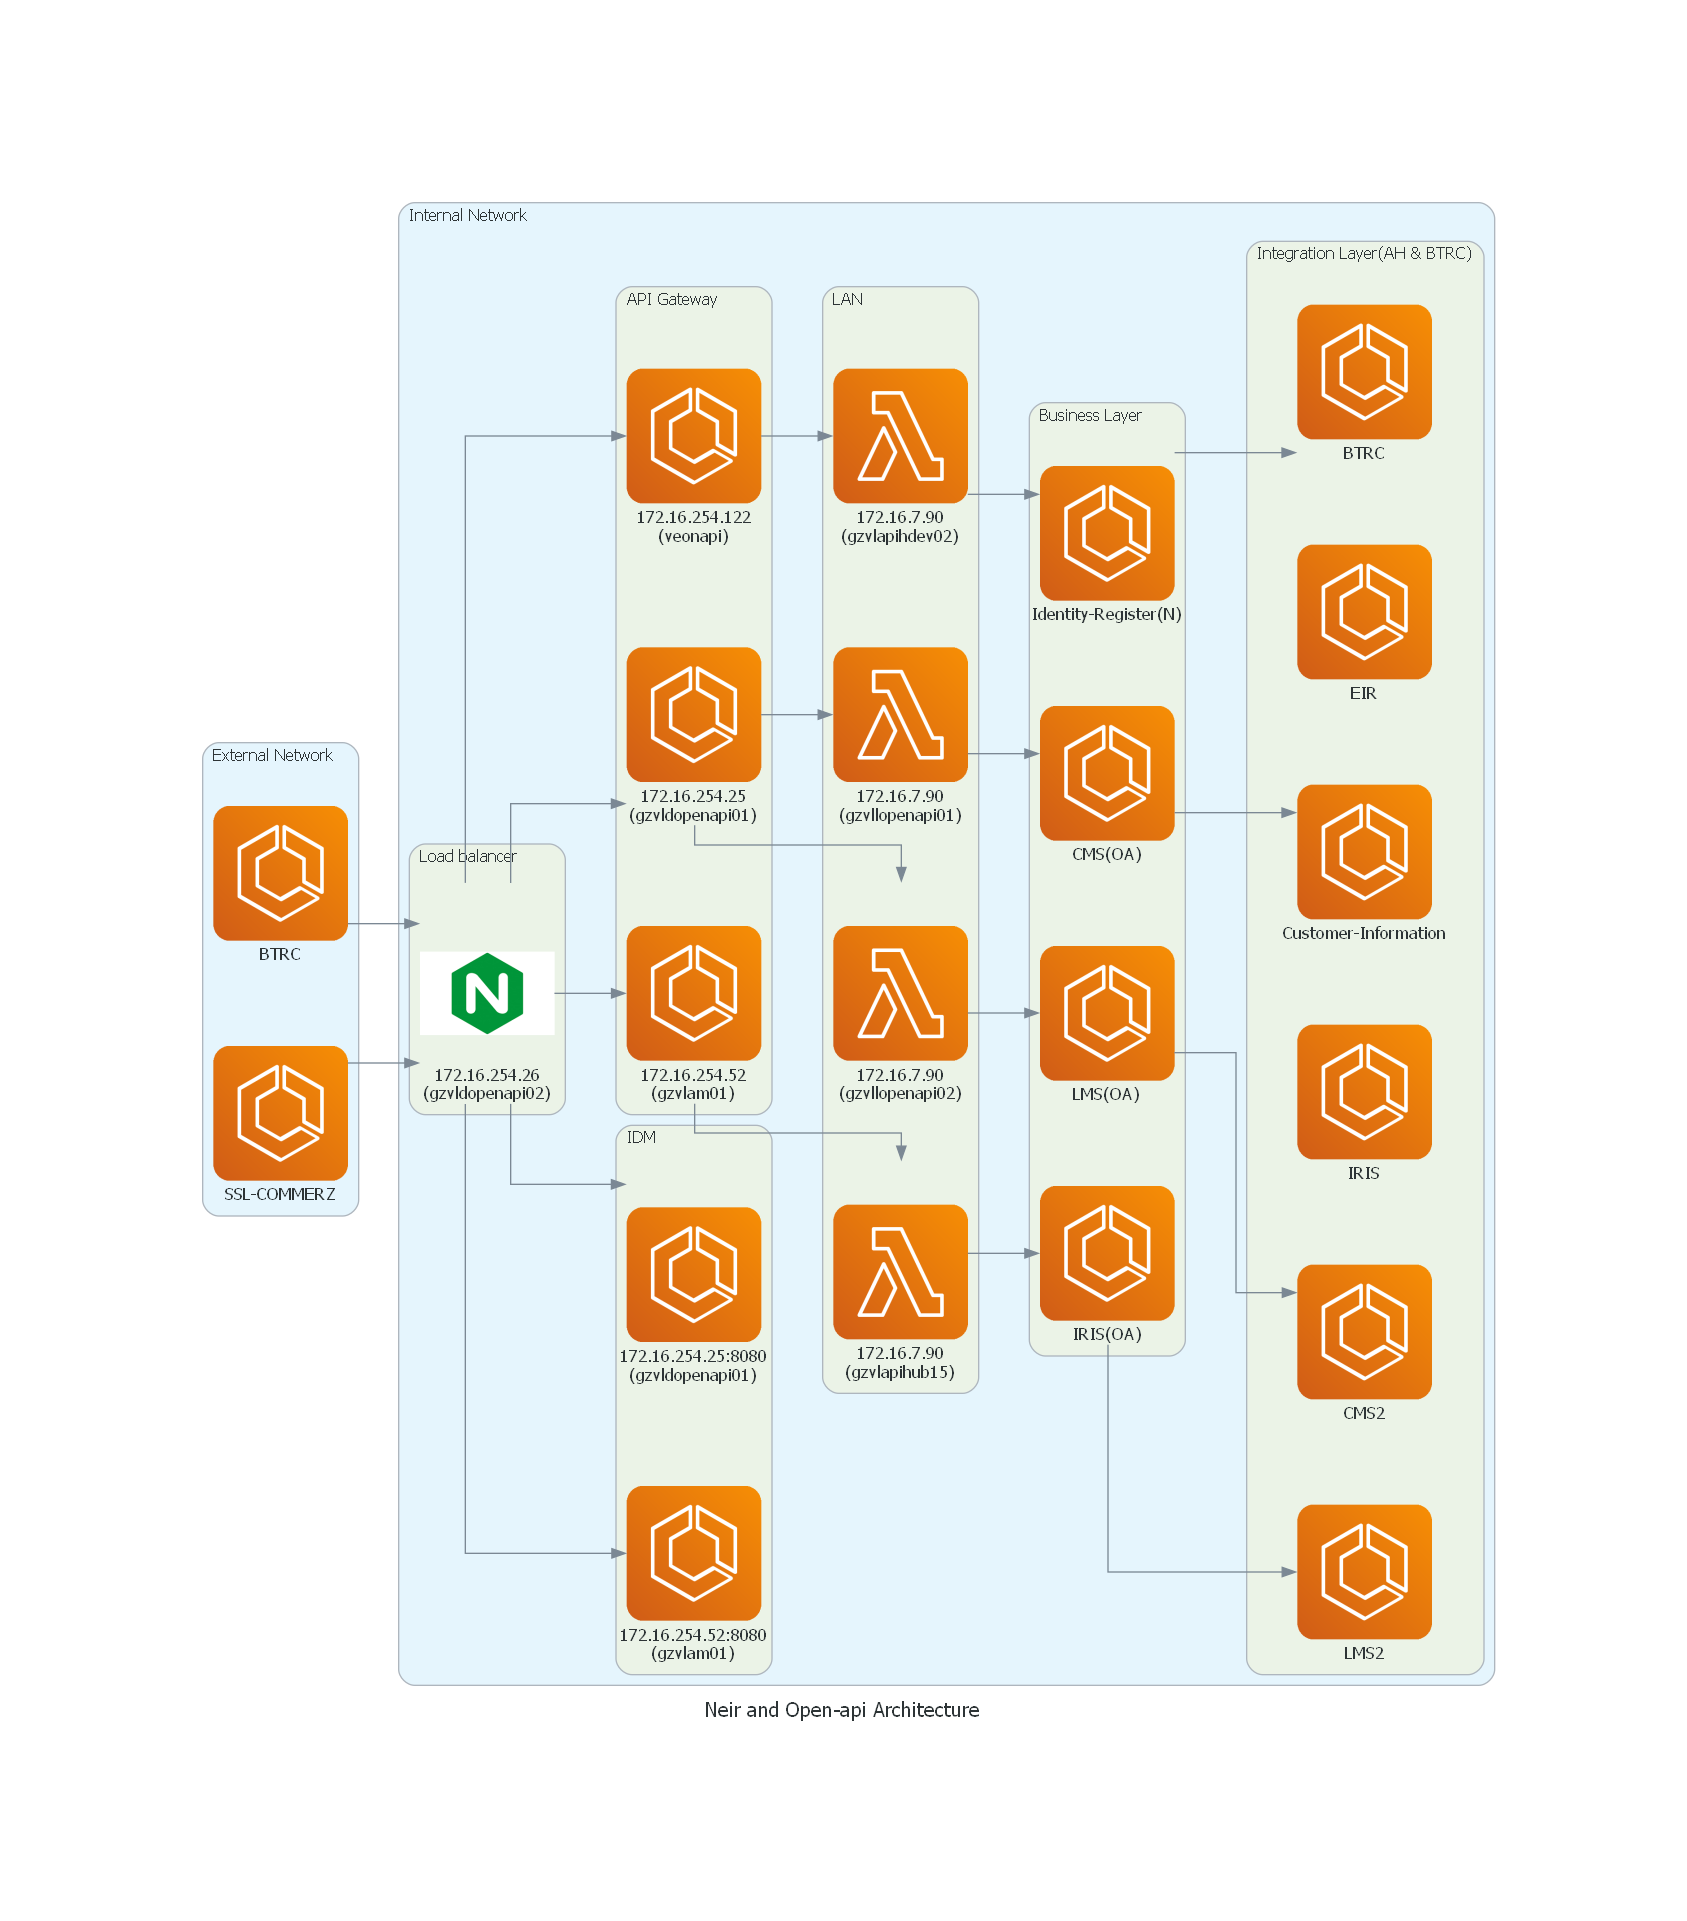 Internal Network
Integration Layer(AH & BTRC)
API Gateway
LAN
BTRC
Business Layer
172.16.254.122
(veonapi)
172.16.7.90
(gzvlapihdev02)
Identity-Register(N)
EIR
External Network
172.16.254.25
(gzvldopenapi01)
172.16.7.90
(gzvllopenapi01)
CMS(OA)
Customer-Information
Load balancer
BTRC
172.16.254.26
(gzvldopenapi02)
172.16.254.52
(gzvlam01)
172.16.7.90
(gzvllopenapi02)
LMS(OA)
IDM
IRIS
SSL-COMMERZ
172.16.254.25:8080
(gzvldopenapi01)
172.16.7.90
(gzvlapihub15)
IRIS(OA)
CMS2
172.16.254.52:8080
(gzvlam01)
LMS2
Neir and Open-api Architecture